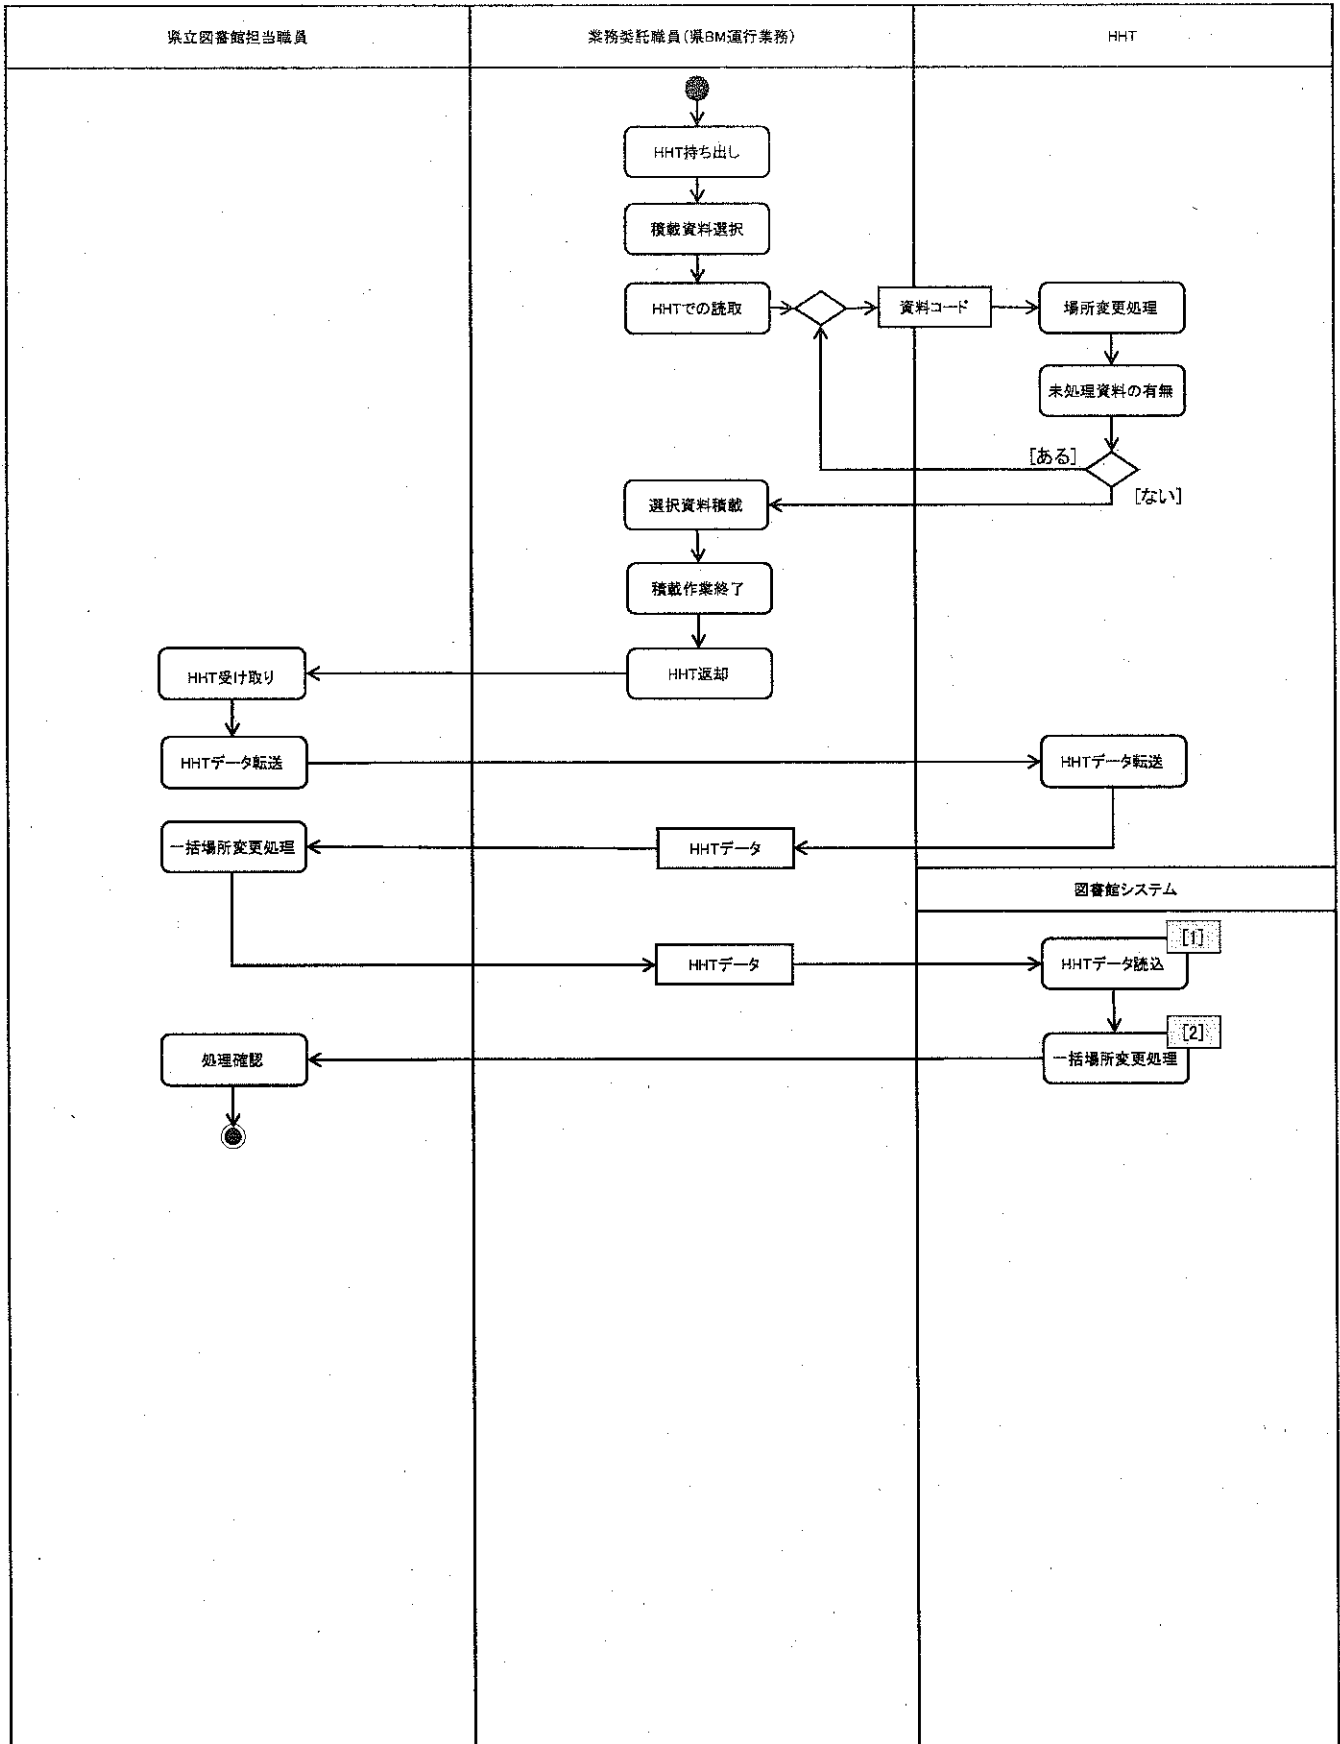 県立図書館担当職員
業務委託職員(県BM運行業務)
HHT
HHT持ち出し
積載資料選択
HHTでの読取
資料コード
場所変更処理
未処理資料の有無
[ある]
[ない]
選択資料積載
積載作業終了
HHT受け取り
HHT返却
HHTデータ転送
HHTデータ転送
一括場所変更処理
HHTデータ
図書館システム
[1]
HHTデータ
HHTデータ読込
[2]
処理確認
一括場所変更処理